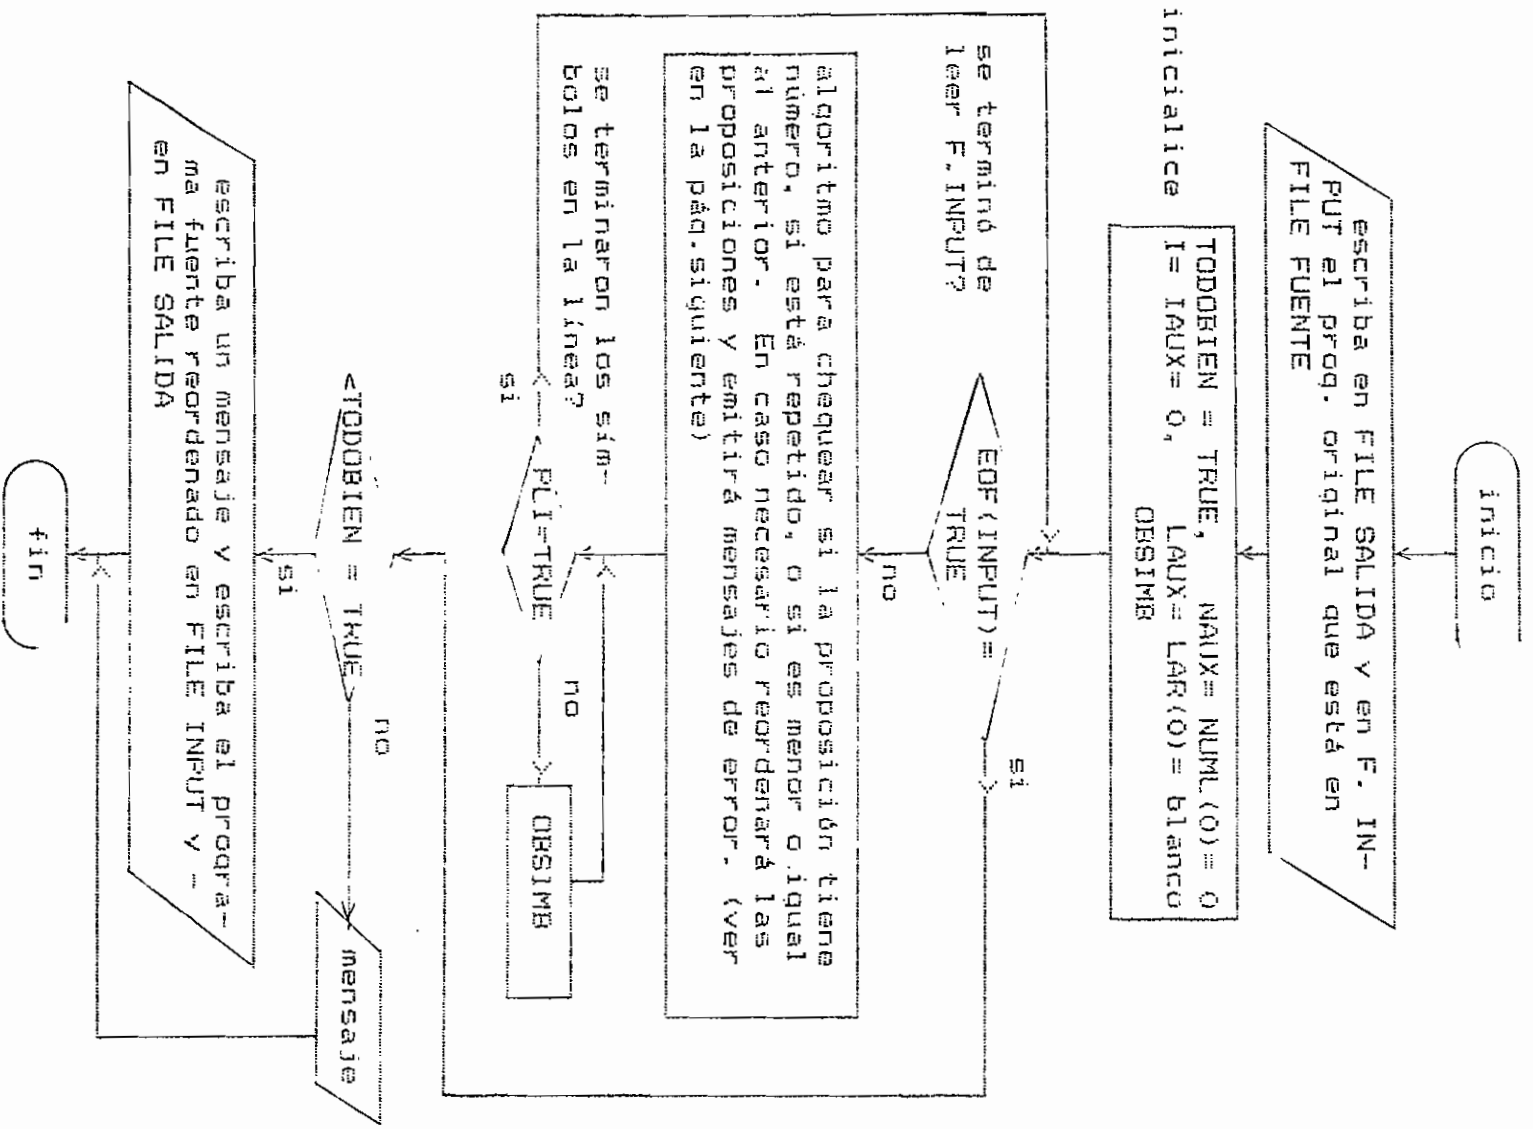 inicio
escriba en FILE SALIDA y en F. IN-
PUT el prog. original que está en
FILE FUENTE
inicialice
TODOBIEN = TRUE, NAUX= NUML(0)= 0
I= IAUX= 0, LAUX= LAR(0)= blanco
OBSIMB
se terminó de
leer F.INPUT?
EOF(INPUT)=
TRUE
si
no
algoritmo para chequear si la proposición tiene
número, si está repetido, o si es menor o igual
al anterior. En caso necesario reordenará las
proposiciones y emitirá mensajes de error. (ver
en la pág.siguiente)
se terminaron los sím-
bolos en la línea?
PLI=TRUE
no
OBSIMB
si
<TODOBIEN = TRUE>
no
mensaje
si
escriba un mensaje y escriba el progra-
ma fuente reordenado en FILE INPUT y -
en FILE SALIDA
fin